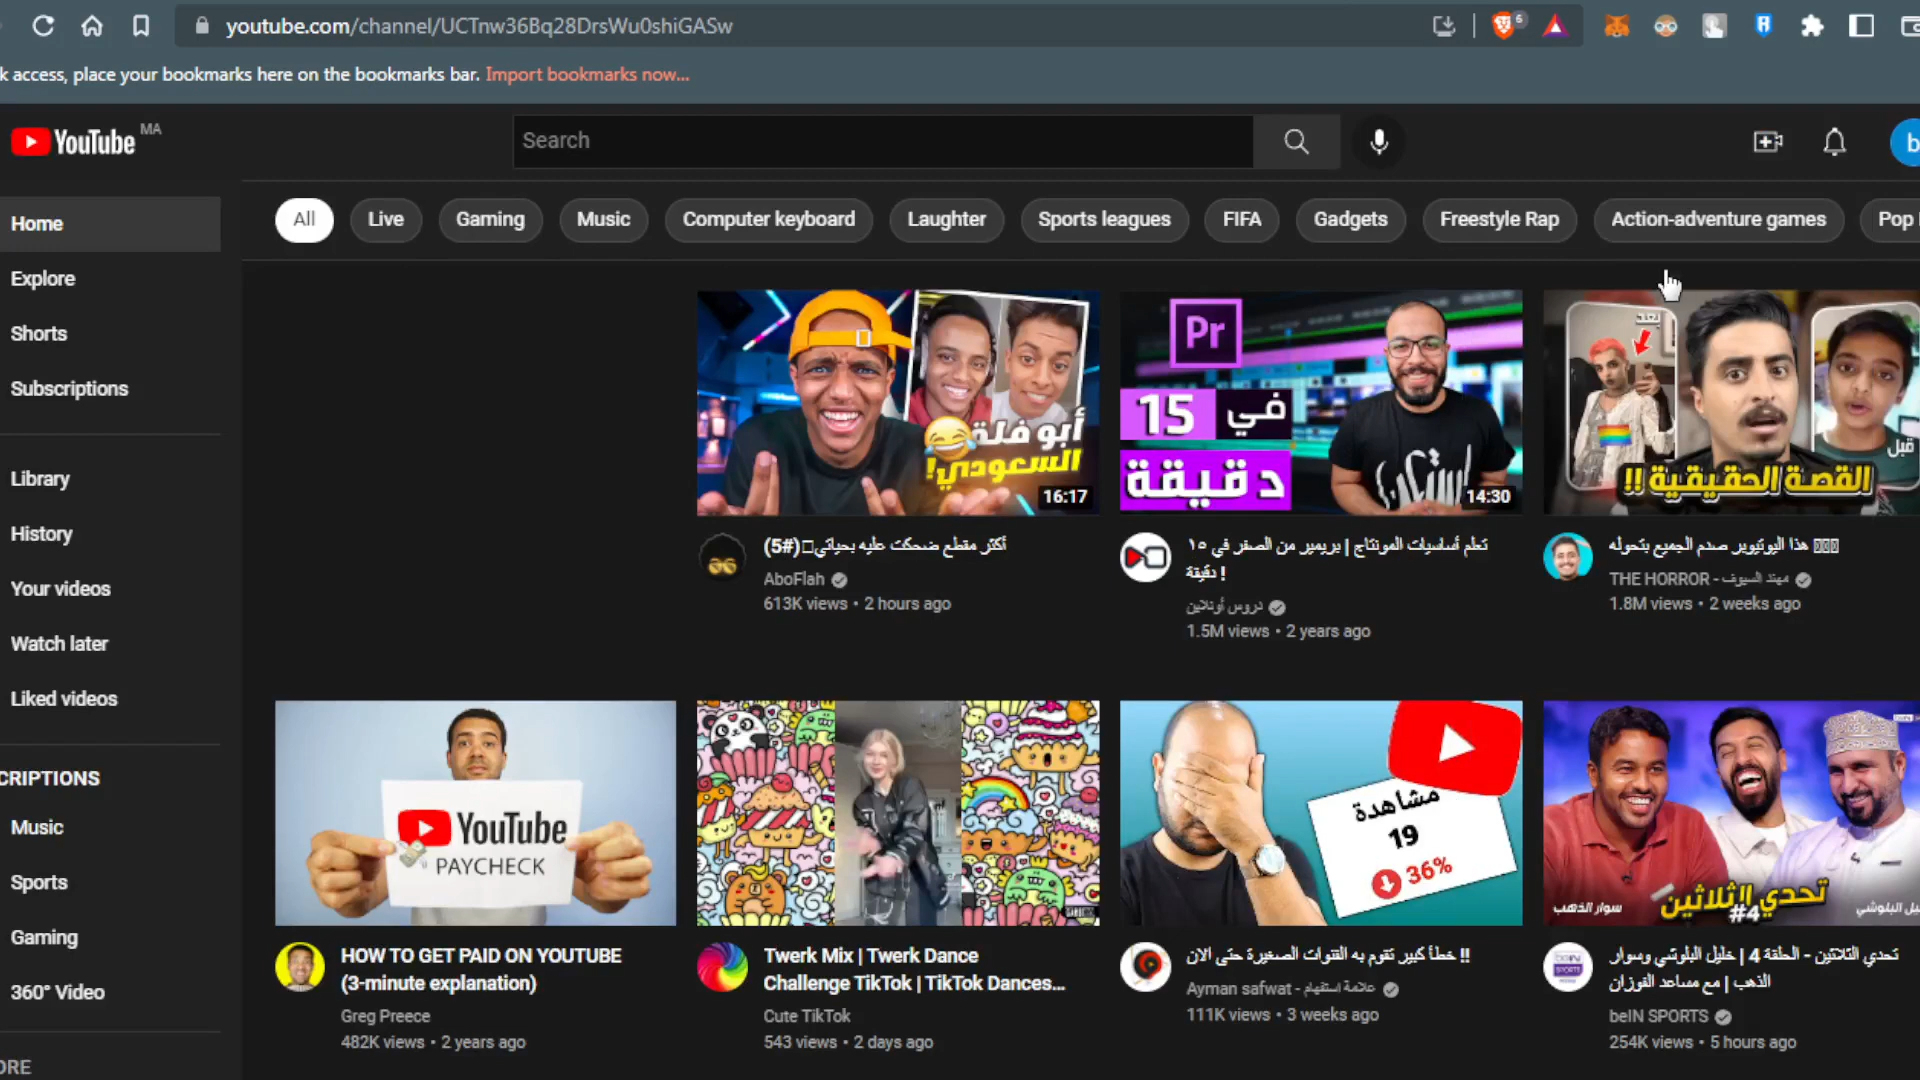 youtube.com/channel/UCTnw36Bq28DrsWu0shiGASw
6
k access, place your bookmarks here on the bookmarks bar. Import bookmarks now...
YouTube MA
Search
b
Home
Explore
Shorts
Subscriptions
Library
History
Your videos
Watch later
Liked videos
CRIPTIONS
Music
Sports
Gaming
360° Video
ORE
All
Live
Gaming
Music
Computer keyboard
Laughter
Sports leagues
FIFA
Gadgets
Freestyle Rap
Action-adventure games
Pop
أبو فلة
السعودي!
16:17
أكثر مقطع ضحكت عليه بحياتي (#5)
AboFlah
613K views • 2 hours ago
Pr
في 15
دقيقة
14:30
تعلم أساسيات المونتاج | بريمير من الصفر في ١٥
دقيقة !
دروس أونلاين
1.5M views • 2 years ago
بعد
قبل
القصة الحقيقية !!
هذا اليوتيوبر صدم الجميع بتحوله
THE HORROR - مهند السيوف
1.8M views • 2 weeks ago
YouTube
PAYCHECK
HOW TO GET PAID ON YOUTUBE
(3-minute explanation)
Greg Preece
482K views • 2 years ago
Twerk Mix | Twerk Dance
Challenge TikTok | TikTok Dances...
Cute TikTok
543 views • 2 days ago
مشاهدة
19
36%
خطأ كبير تقوم به القنوات الصغيرة حتى الان !!
Ayman safwat - علامة استفهام
111K views • 3 weeks ago
سوار الذهب
تحدي الثلاثين
#4
يل البلوشي
تحدي الثلاثين - الحلقة 4 | خليل البلوشي وسوار
الذهب | مع مساعد الفوزان
beIN SPORTS
beIN SPORTS
254K views • 5 hours ago